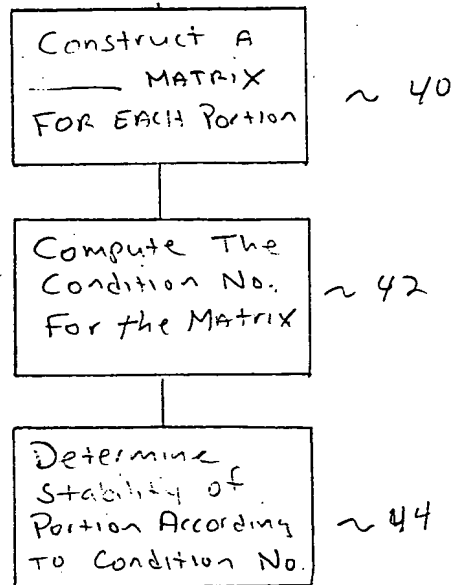 Construct A
____ MATRIX
FOR EACH Portion
~ 40
Compute The
Condition No.
For the MATRIX
~ 42
Determine
Stability of
Portion According
TO Condition No.
~ 44